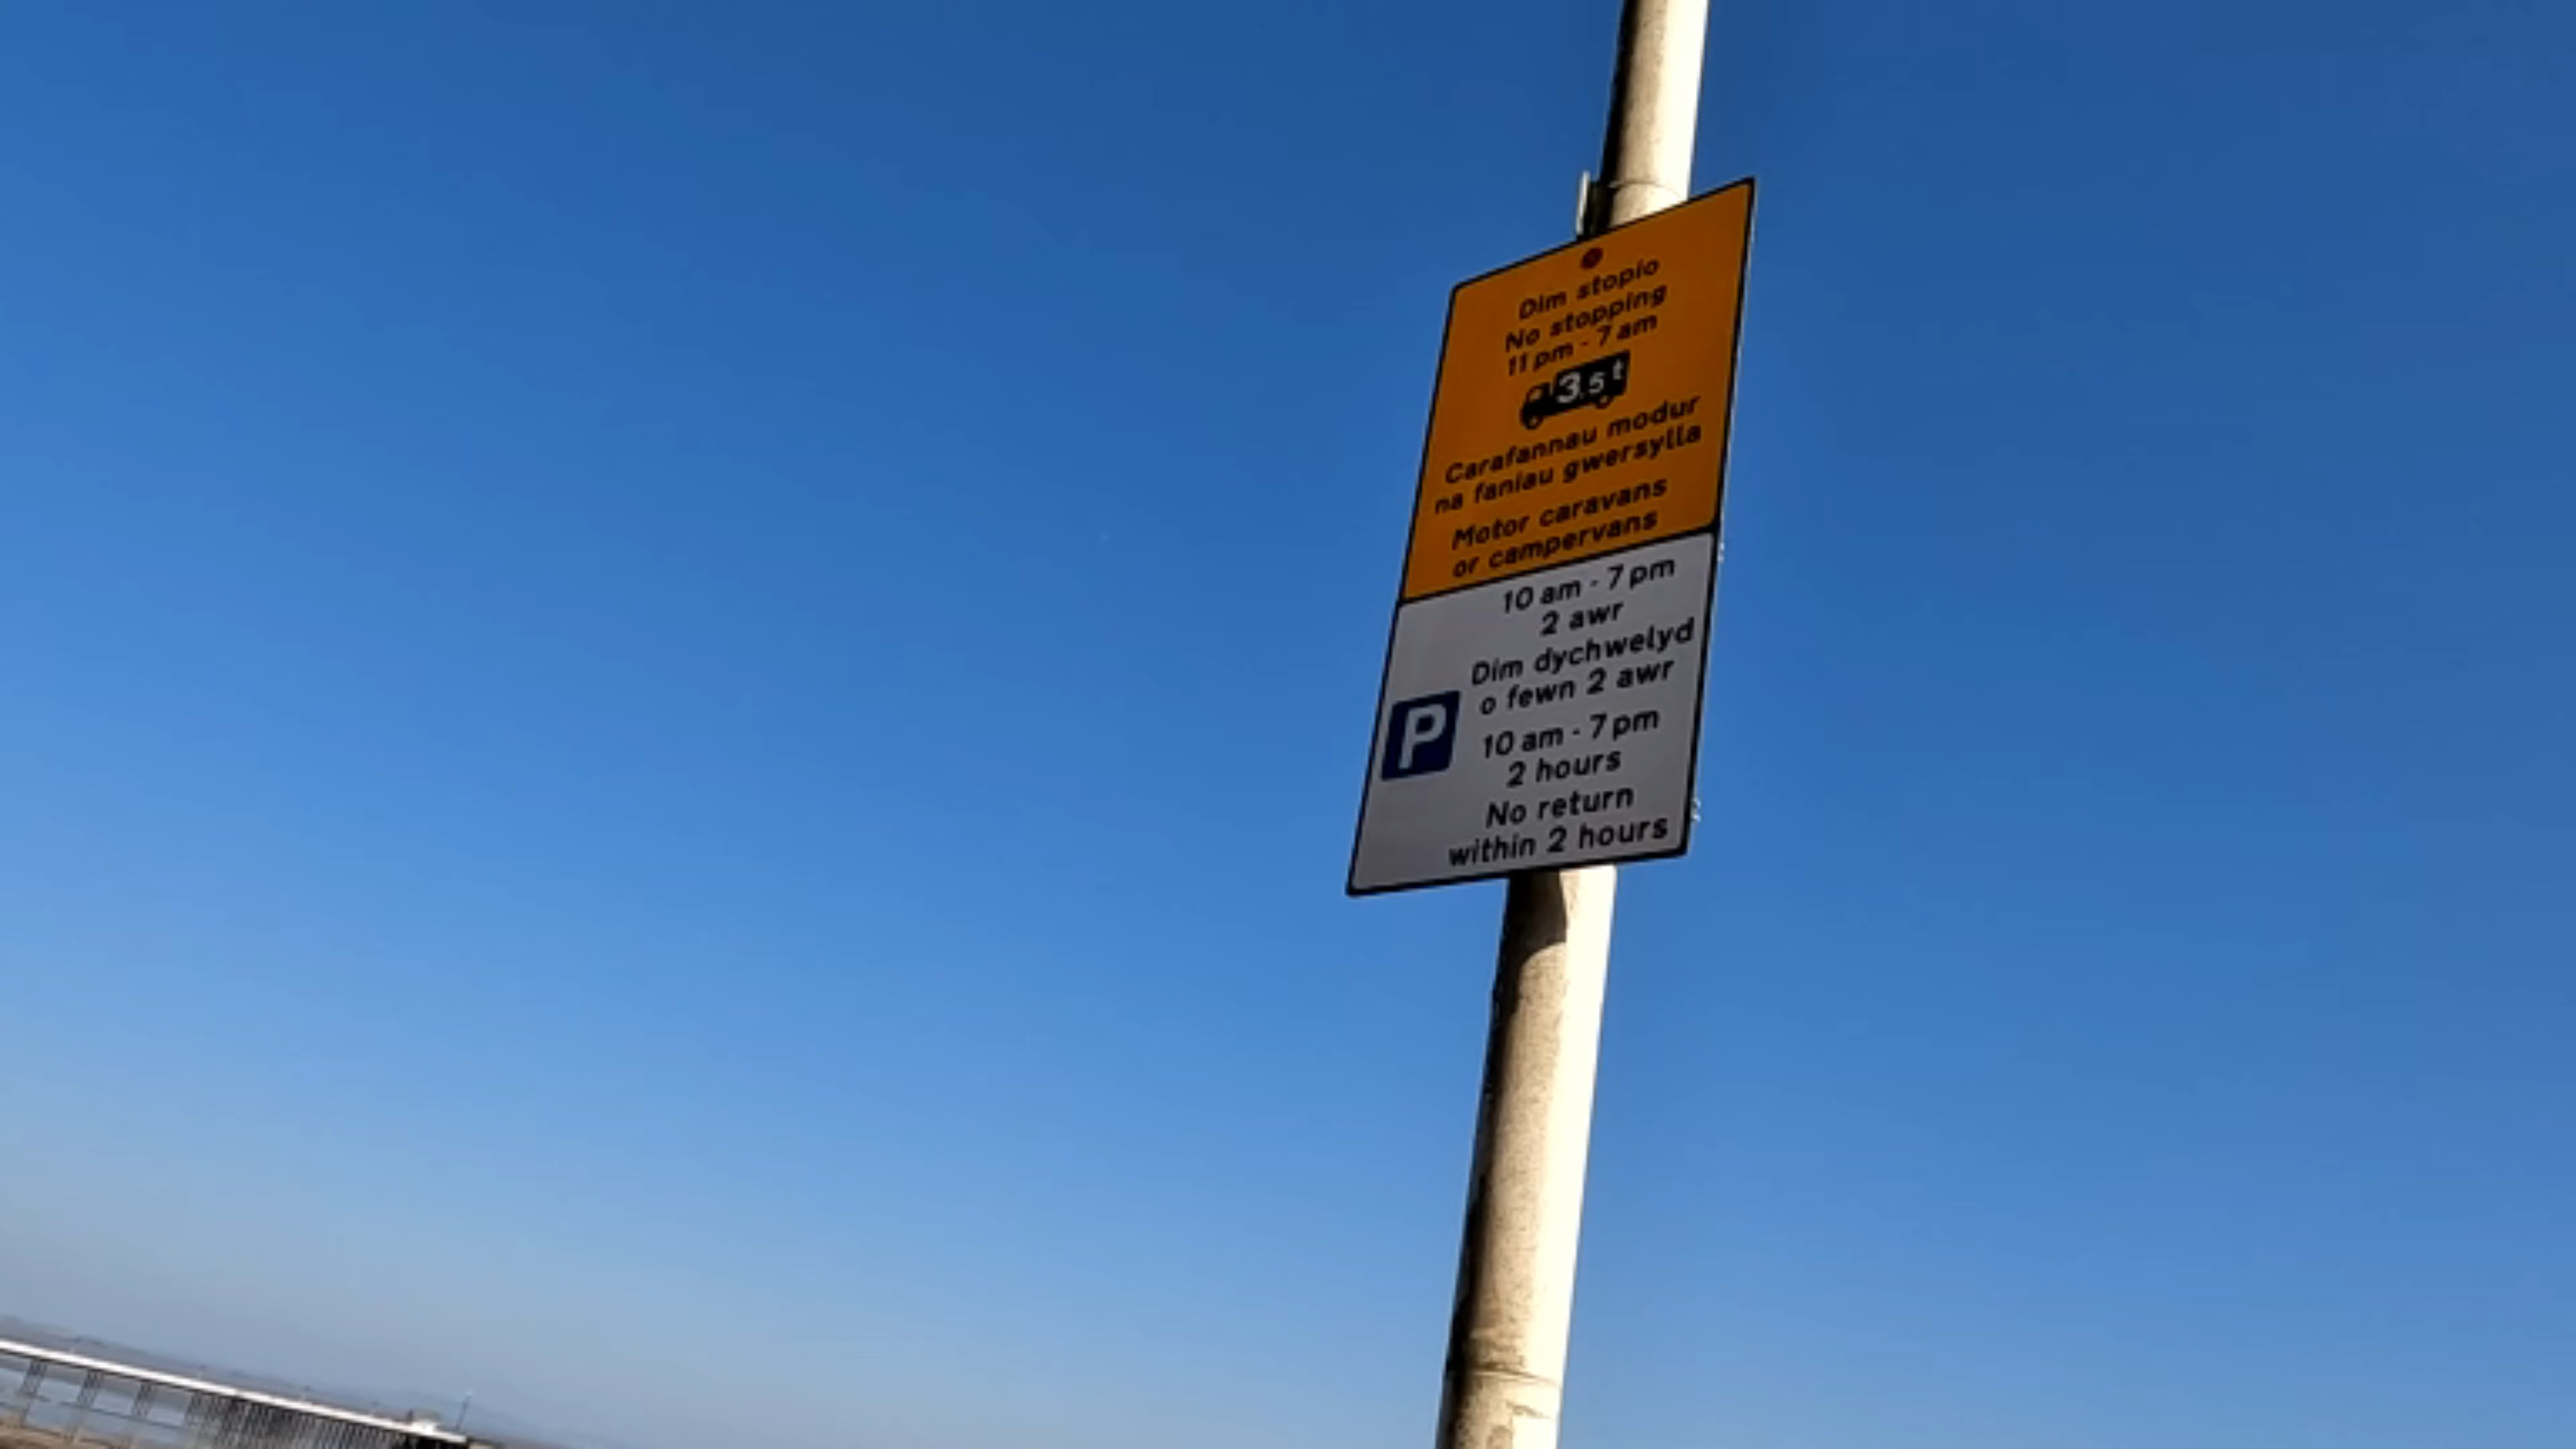 Dim stopio
No stopping
11 pm - 7 am
3.5t
Carafannau modur
na faniau gwersylla
Motor caravans
or campervans
10 am - 7 pm
2 awr
Dim dychwelyd
o fewn 2 awr
P
10 am - 7 pm
2 hours
No return
within 2 hours